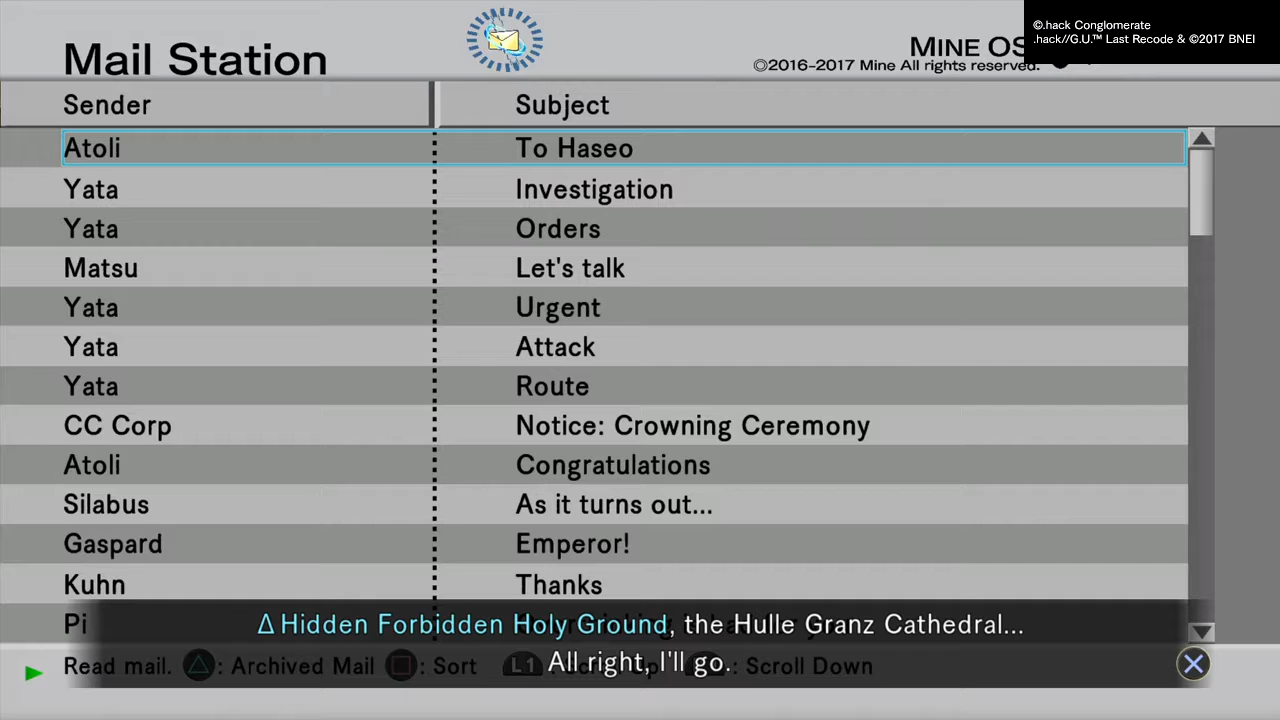 ©.hack Conglomerate
.hack//G.U.™ Last Recode & ©2017 BNEI
Mail Station
MINE OS
©2016-2017 Mine All rights reserved.
Sender Subject
Atoli To Haseo
Yata Investigation
Yata Orders
Matsu Let's talk
Yata Urgent
Yata Attack
Yata Route
CC Corp Notice: Crowning Ceremony
Atoli Congratulations
Silabus As it turns out...
Gaspard Emperor!
Kuhn Thanks
Pi
Δ Hidden Forbidden Holy Ground, the Hulle Granz Cathedral...
All right, I'll go.
Read mail. : Archived Mail : Sort L1 : Scroll Down